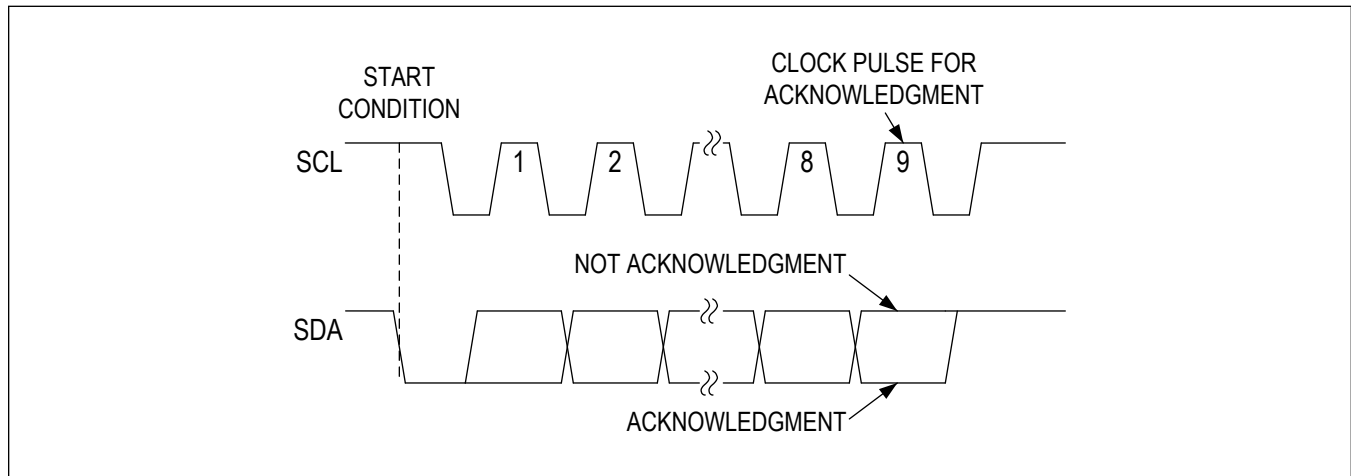 START
CONDITION
CLOCK PULSE FOR
ACKNOWLEDGMENT
SCL
1
2
8
9
NOT ACKNOWLEDGMENT
SDA
ACKNOWLEDGMENT